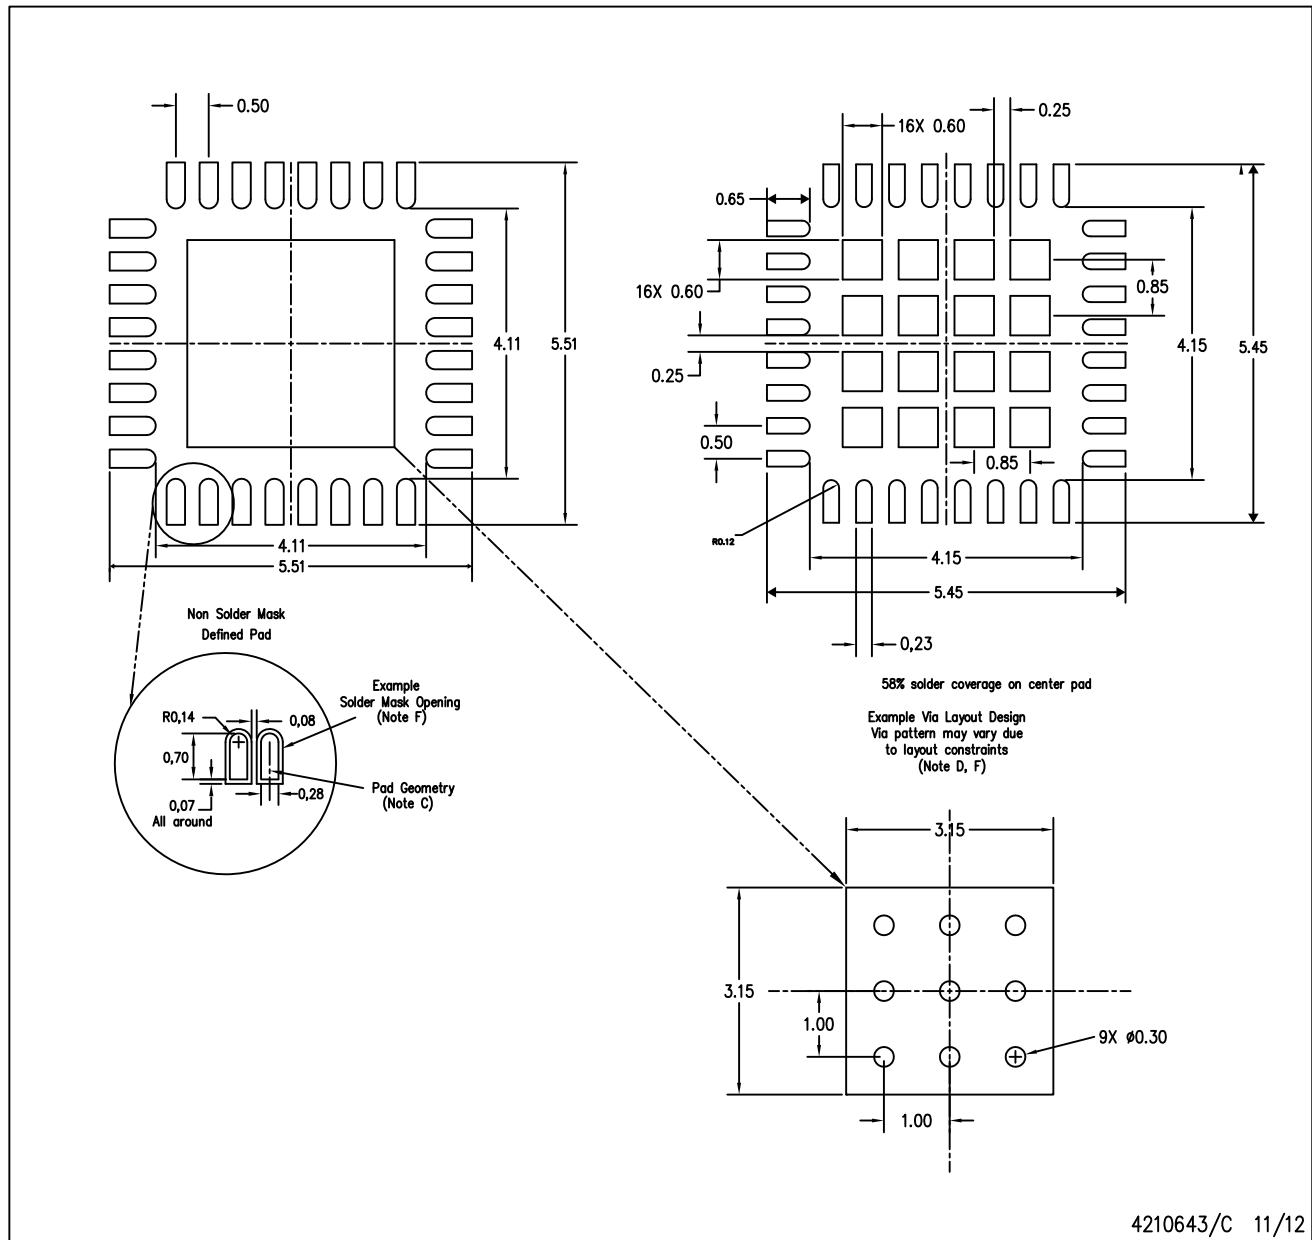 0.50
4.11
5.51
4.11
5.51
16X 0.60
0.25
0.65
16X 0.60
0.85
0.25
4.15
5.45
0.50
0.85
R0.12
4.15
5.45
0,23
Non Solder Mask
Defined Pad
Example
Solder Mask Opening
(Note F)
R0,14
0,08
0,70
Pad Geometry
(Note C)
0,28
0,07
All around
58% solder coverage on center pad
Example Via Layout Design
Via pattern may vary due
to layout constraints
(Note D, F)
3.15
3.15
1.00
9X ø0.30
1.00
4210643/C 11/12